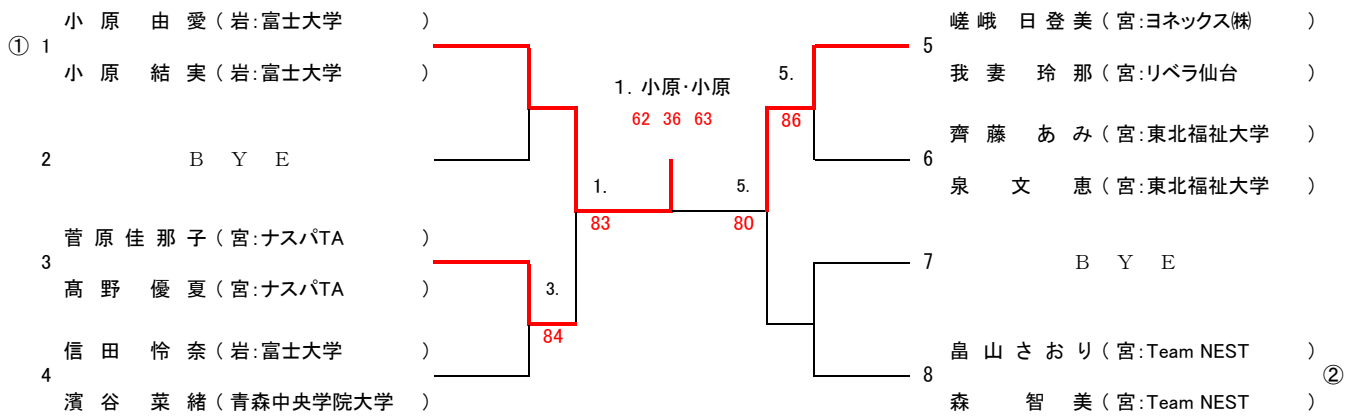 小 原 由 愛 ( 岩:富士大学 )
① 1
小 原 結 実 ( 岩:富士大学 )
2 B Y E
菅 原 佳 那 子 ( 宮:ナスパTA )
3
髙 野 優 夏 ( 宮:ナスパTA )
信 田 怜 奈 ( 岩:富士大学 )
4
濱 谷 菜 緒 ( 青森中央学院大学 )
3.
84
1.
83
1. 小原・小原
62 36 63
5.
80
5.
86
嵯 峨 日 登 美 ( 宮:ヨネックス㈱ )
5
我 妻 玲 那 ( 宮:リベラ仙台 )
齊 藤 あ み ( 宮:東北福祉大学 )
6
泉 文 恵 ( 宮:東北福祉大学 )
7 B Y E
畠 山 さ お り ( 宮:Team NEST )
8 ②
森 智 美 ( 宮:Team NEST )